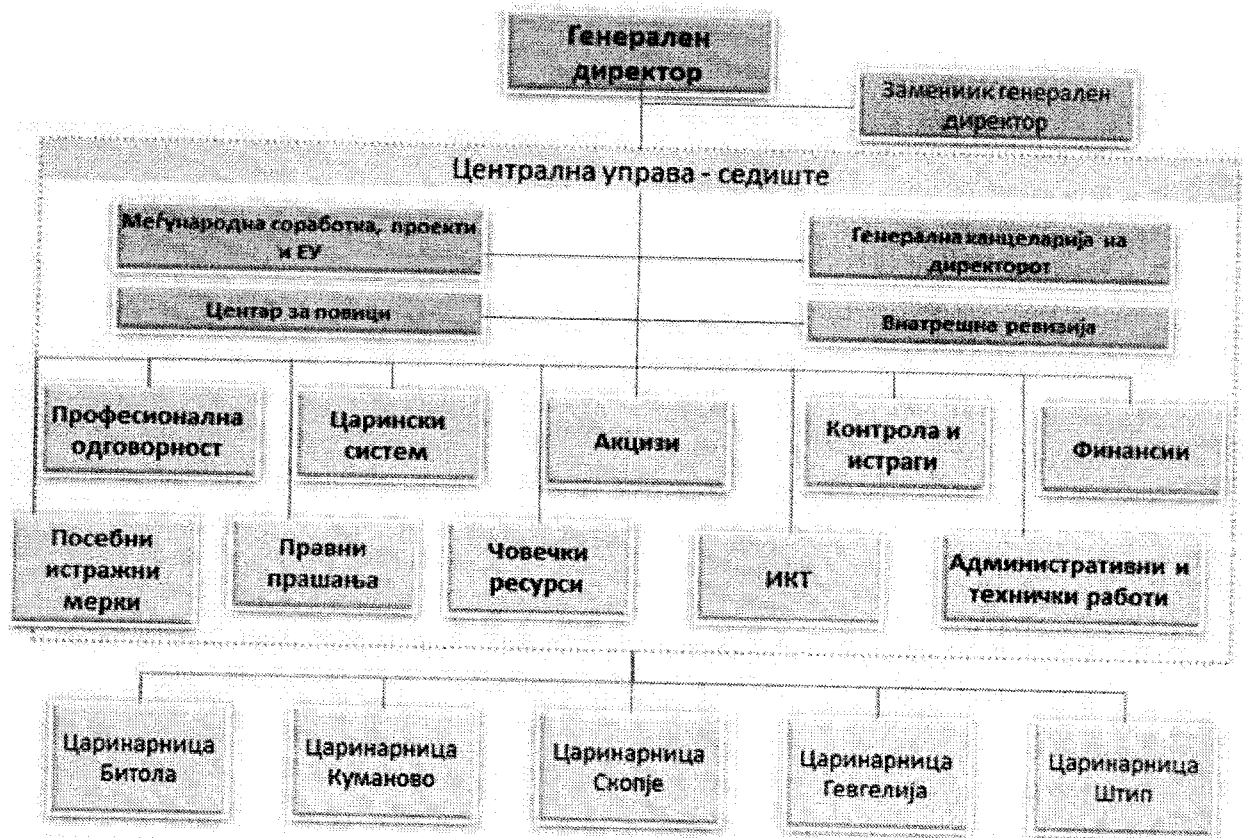 Генерален
директор
Заменик генерален
директор
Централна управа - седиште
Меѓународна соработка, проекти
и ЕУ
Генерална канцеларија на
директорот
Центар за повици
Внатрешна ревизија
Професионална
одговорност
Царински
систем
Акцизи
Контрола и
истраги
Финансии
Посебни
истражни
мерки
Правни
прашања
Човечки
ресурси
ИКТ
Административни и
технички работи
Царинарница
Битола
Царинарница
Куманово
Царинарница
Скопје
Царинарница
Гевгелија
Царинарница
Штип